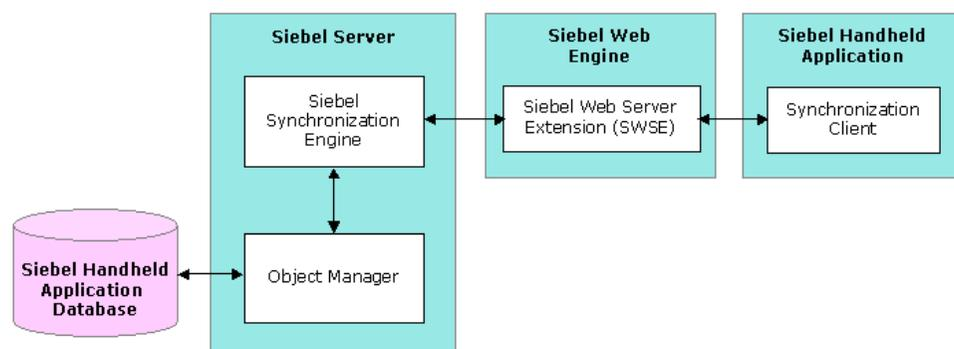 Siebel Server
Siebel
Synchronization
Engine
Object Manager
Siebel Handheld
Application
Database
Siebel Web
Engine
Siebel Web Server
Extension (SWSE)
Siebel Handheld
Application
Synchronization
Client